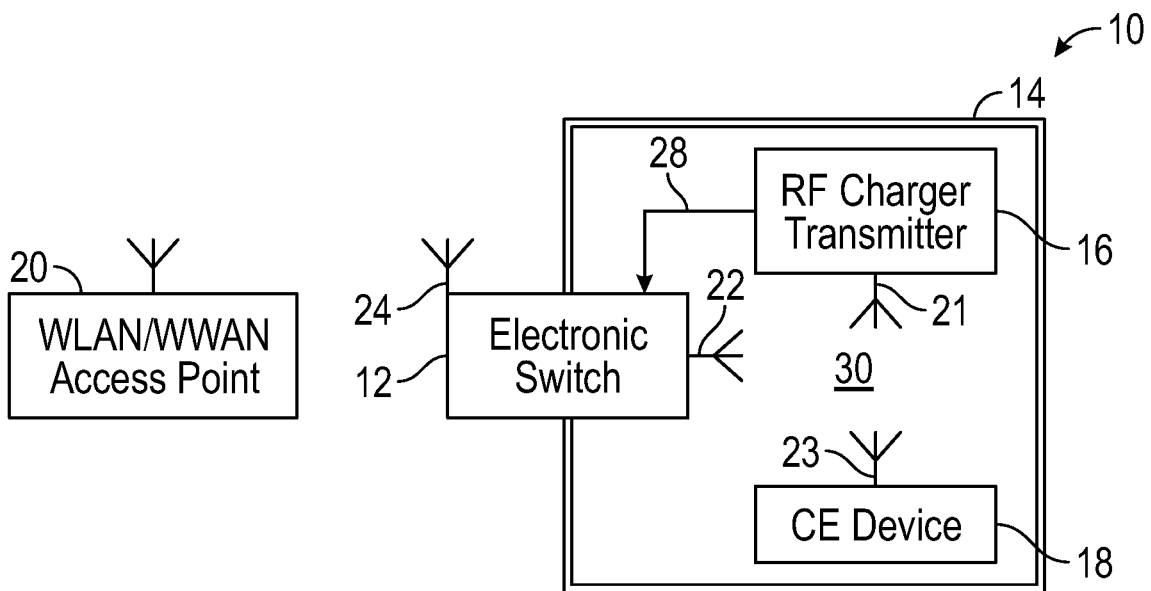 10
14
28
RF Charger
Transmitter
16
20
WLAN/WWAN
Access Point
24
12
Electronic
Switch
22
21
30
23
CE Device
18